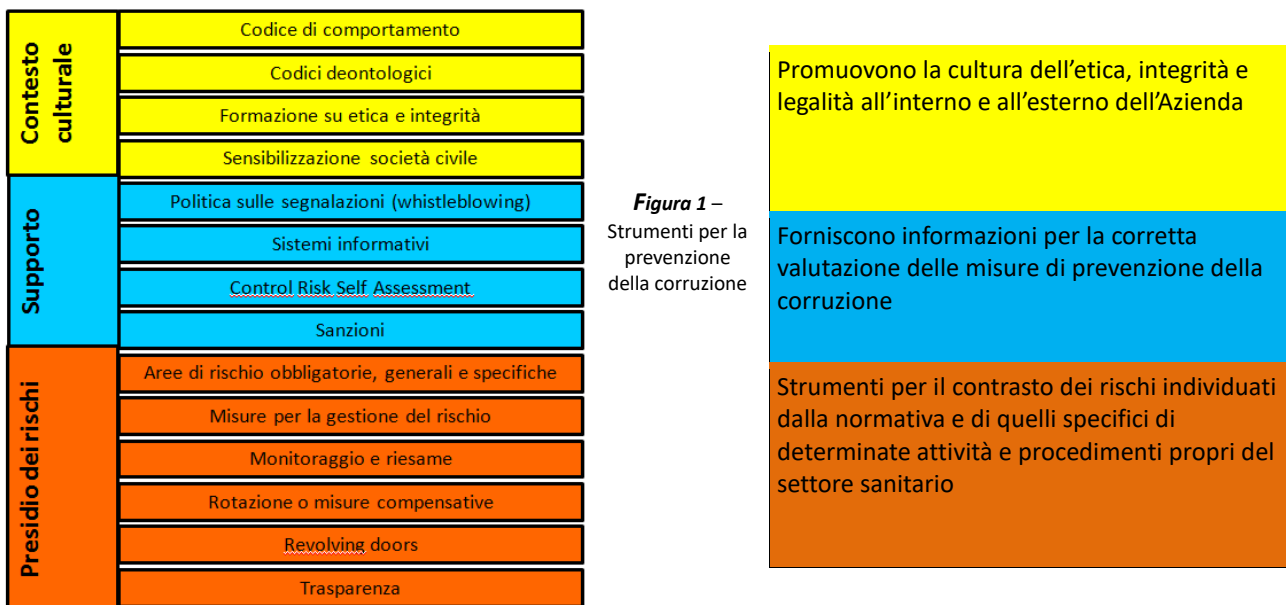 Contesto
culturale
Codice di comportamento
Codici deontologici
Formazione su etica e integrità
Sensibilizzazione società civile
Supporto
Politica sulle segnalazioni (whistleblowing)
Sistemi informativi
Control Risk Self Assessment
Sanzioni
Presidio dei rischi
Aree di rischio obbligatorie, generali e specifiche
Misure per la gestione del rischio
Monitoraggio e riesame
Rotazione o misure compensative
Revolving doors
Trasparenza
Figura 1 –
Strumenti per la
prevenzione
della corruzione
Promuovono la cultura dell’etica, integrità e
legalità all’interno e all’esterno dell’Azienda
Forniscono informazioni per la corretta
valutazione delle misure di prevenzione della
corruzione
Strumenti per il contrasto dei rischi individuati
dalla normativa e di quelli specifici di
determinate attività e procedimenti propri del
settore sanitario